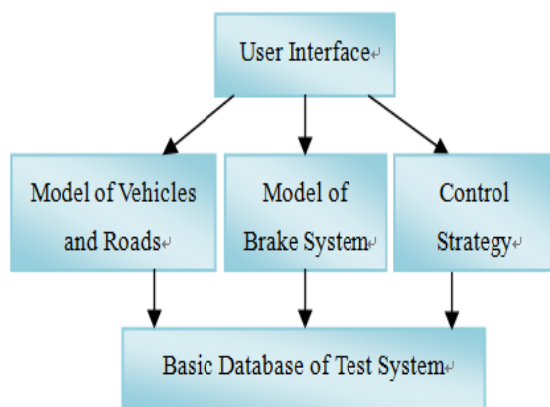 User Interface↵
Model of Vehicles
and Roads↵
Model of
Brake System↵
Control
Strategy↵
Basic Database of Test System↵